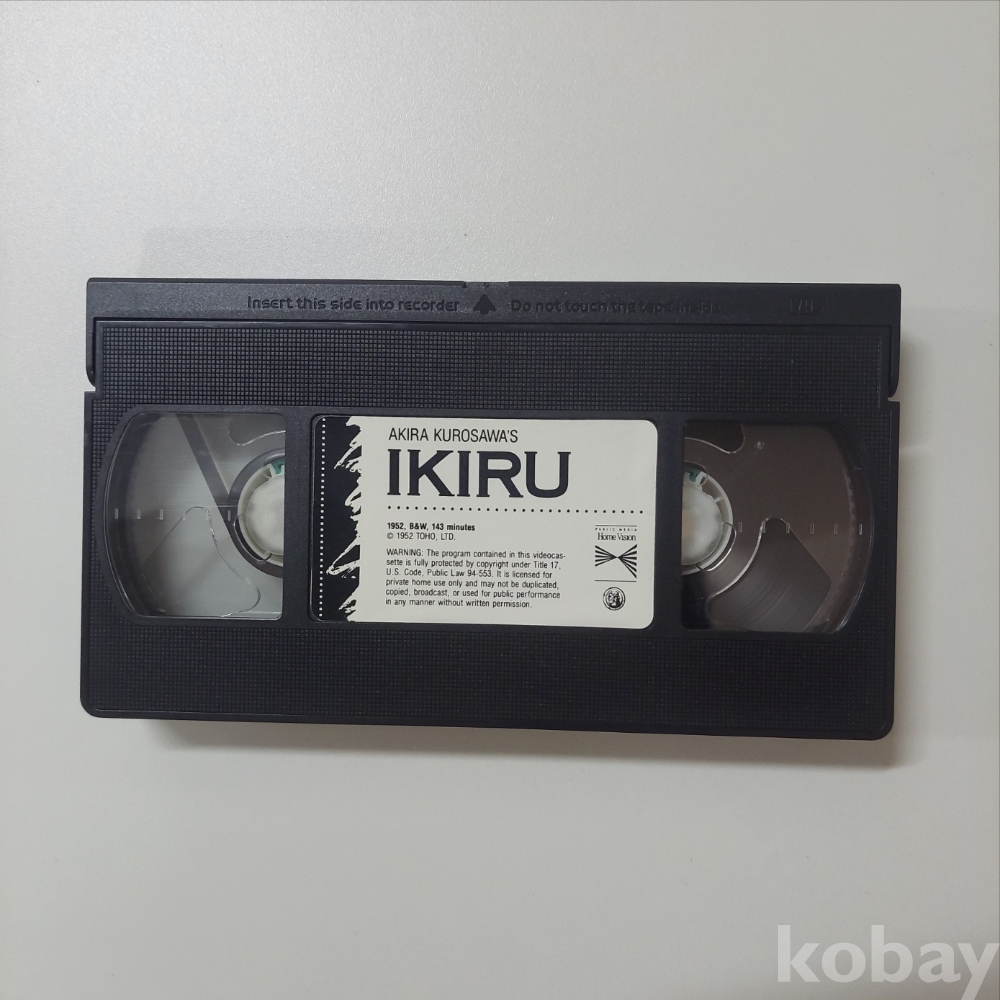 Insert this side into recorder
Do not touch the tape inside
VHS
AKIRA KUROSAWA'S
IKIRU
1952, B&W, 143 minutes
© 1952 TOHO, LTD.
WARNING: The program contained in this videocas-
sette is fully protected by copyright under Title 17,
U.S. Code, Public Law 94-553. It is licensed for
private home use only and may not be duplicated,
copied, broadcast, or used for public performance
in any manner without written permission.
PUBLIC MEDIA
Home Vision
kobay